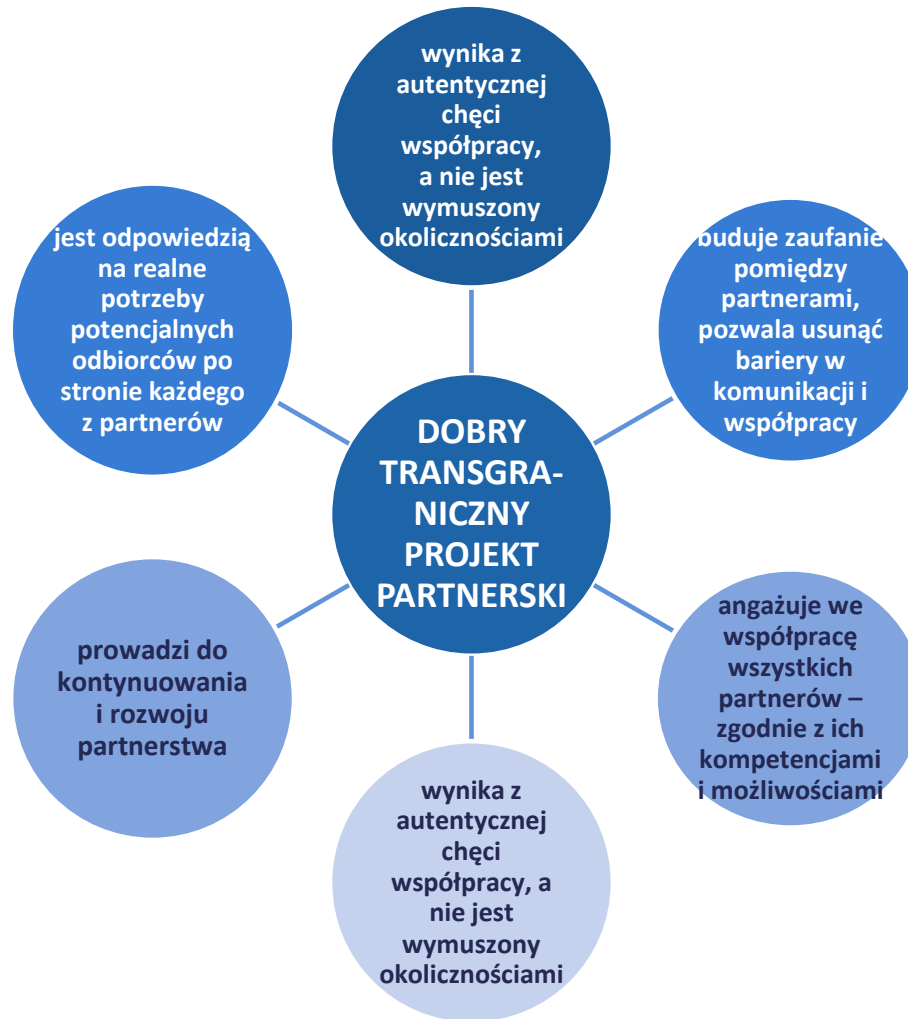 wynika z
autentycznej
chęci
współpracy,
a nie jest
wymuszony
okolicznościami
jest odpowiedzią
na realne
potrzeby
potencjalnych
odbiorców po
stronie każdego
z partnerów
buduje zaufanie
pomiędzy
partnerami,
pozwala usunąć
bariery w
komunikacji i
współpracy
DOBRY
TRANSGRA-
NICZNY
PROJEKT
PARTNERSKI
prowadzi do
kontynuowania
i rozwoju
partnerstwa
angażuje we
współpracę
wszystkich
partnerów –
zgodnie z ich
kompetencjami
i możliwościami
wynika z
autentycznej
chęci
współpracy, a
nie jest
wymuszony
okolicznościami